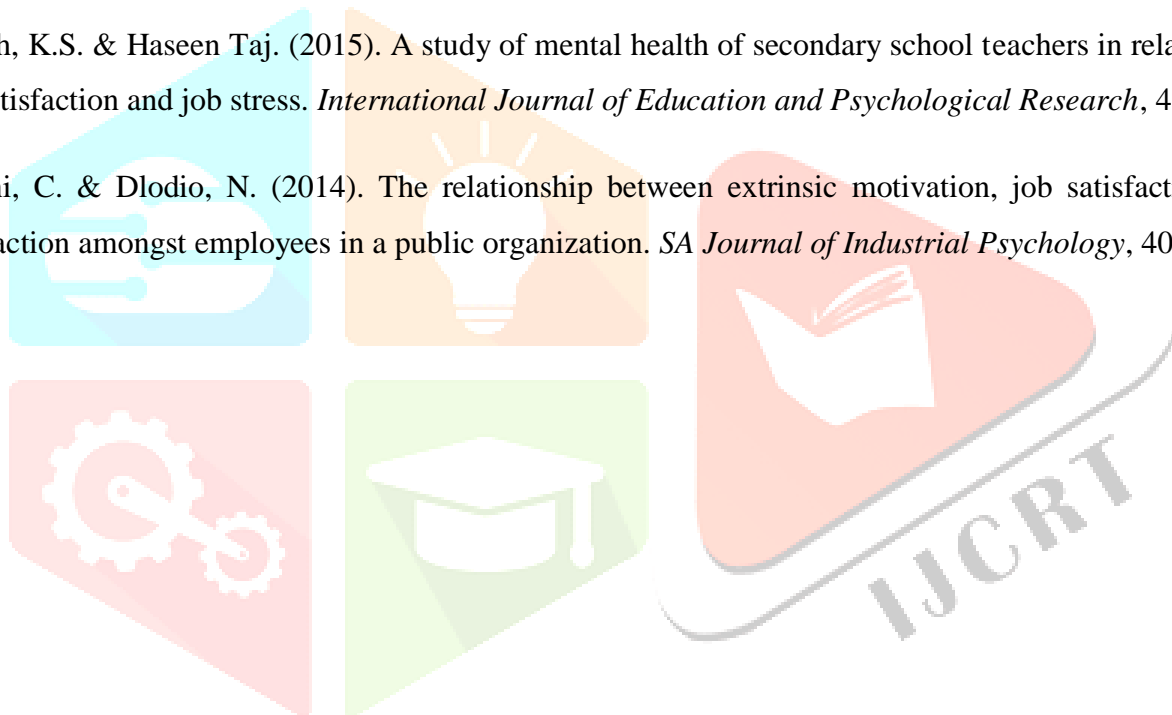 h, K.S. & Haseen Taj. (2015). A study of mental health of secondary school teachers in rela
tisfaction and job stress. International Journal of Education and Psychological Research, 4
ni, C. & Dlodio, N. (2014). The relationship between extrinsic motivation, job satisfact
action amongst employees in a public organization. SA Journal of Industrial Psychology, 40
IJCRT